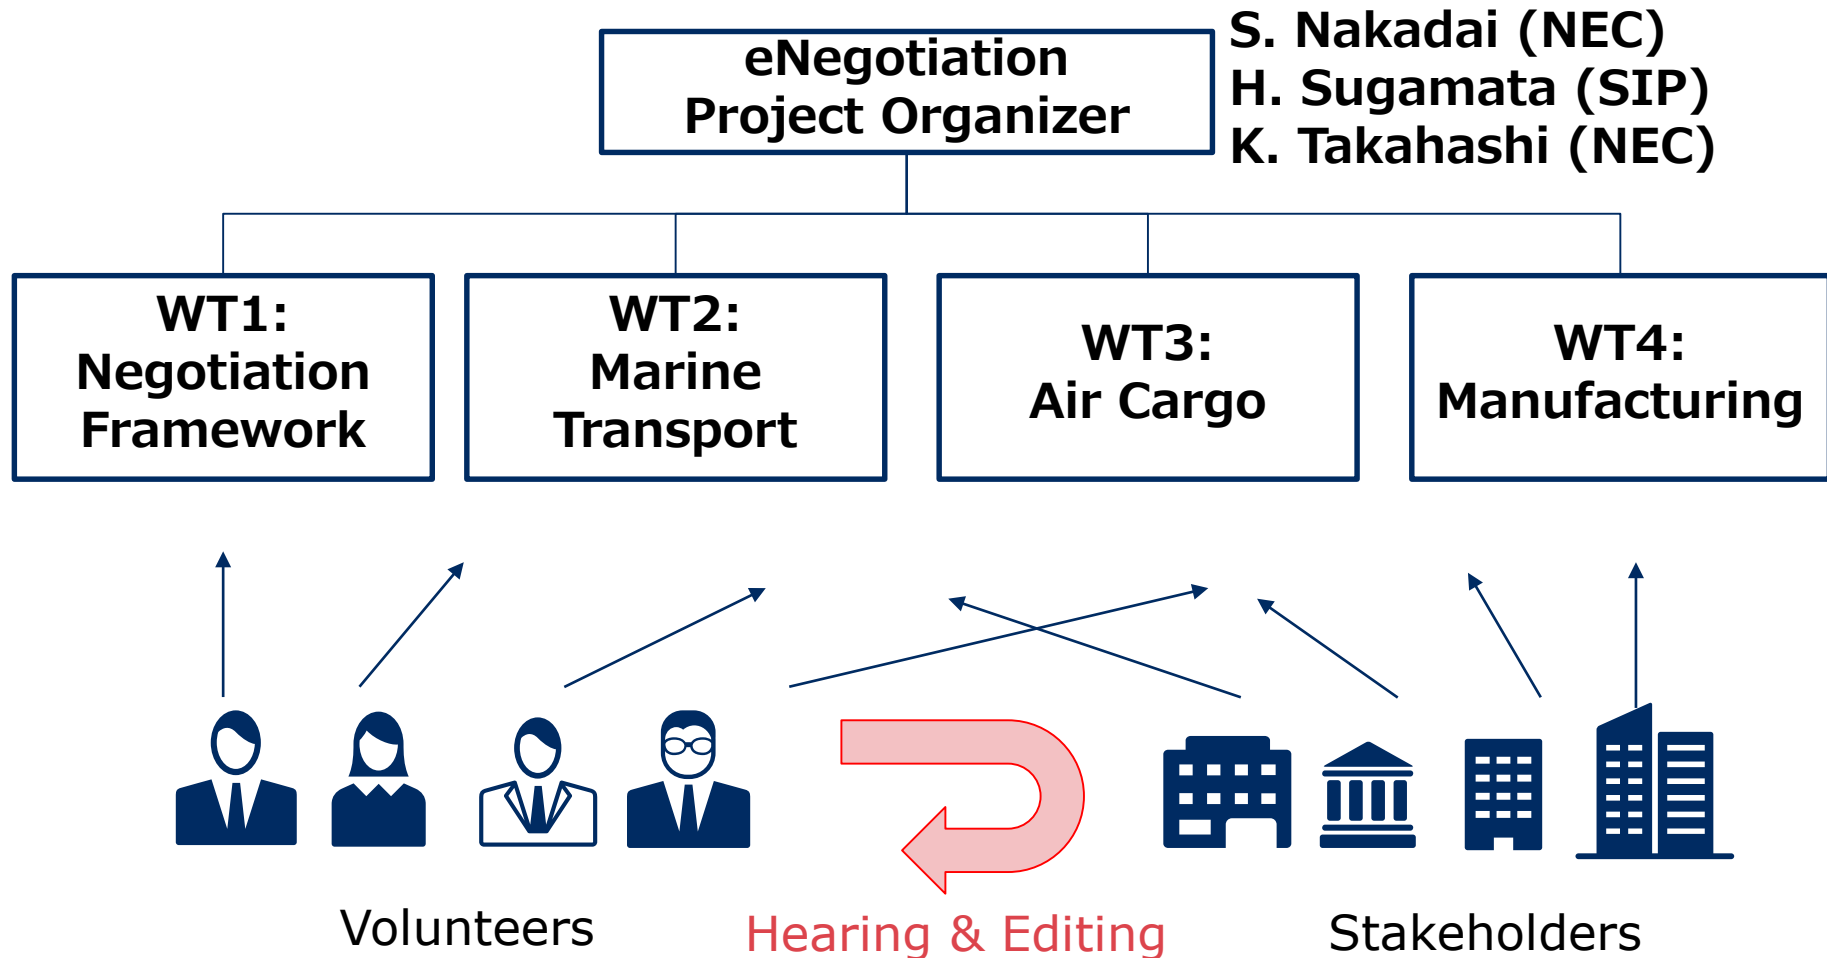 eNegotiation
Project Organizer
S. Nakadai (NEC)
H. Sugamata (SIP)
K. Takahashi (NEC)
WT1:
Negotiation
Framework
WT2:
Marine
Transport
WT3:
Air Cargo
WT4:
Manufacturing
Volunteers
Hearing & Editing
Stakeholders